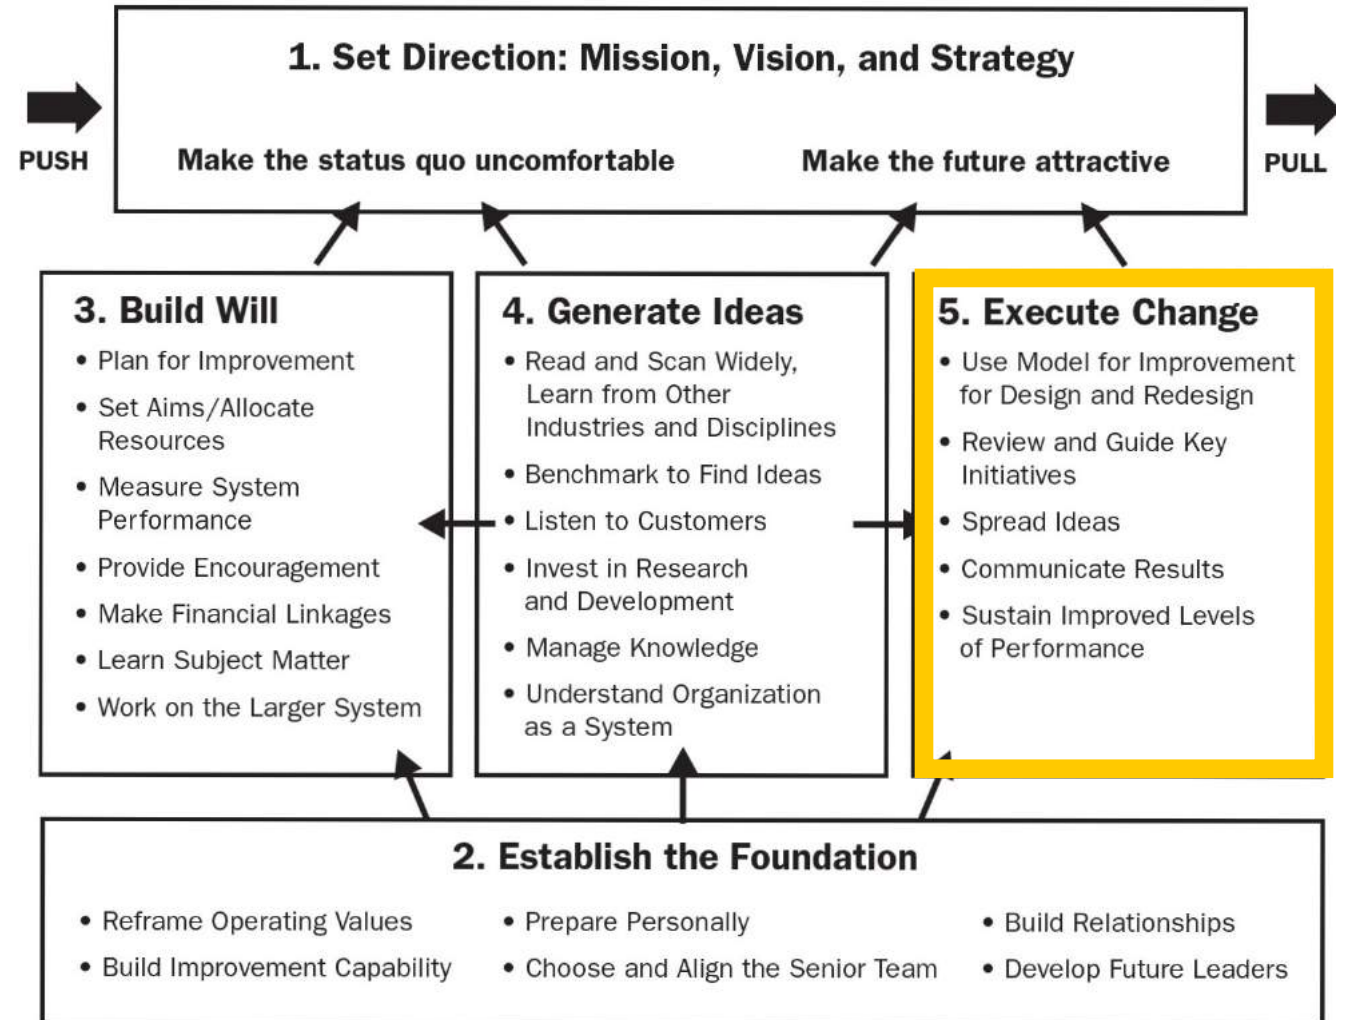 1. Set Direction: Mission, Vision, and Strategy
PUSH
Make the status quo uncomfortable
Make the future attractive
PULL
3. Build Will
• Plan for Improvement
• Set Aims/Allocate
Resources
• Measure System
Performance
• Provide Encouragement
• Make Financial Linkages
• Learn Subject Matter
• Work on the Larger System
4. Generate Ideas
• Read and Scan Widely,
Learn from Other
Industries and Disciplines
• Benchmark to Find Ideas
• Listen to Customers
• Invest in Research
and Development
• Manage Knowledge
• Understand Organization
as a System
5. Execute Change
• Use Model for Improvement
for Design and Redesign
• Review and Guide Key
Initiatives
• Spread Ideas
• Communicate Results
• Sustain Improved Levels
of Performance
2. Establish the Foundation
• Reframe Operating Values
• Build Improvement Capability
• Prepare Personally
• Choose and Align the Senior Team
• Build Relationships
• Develop Future Leaders